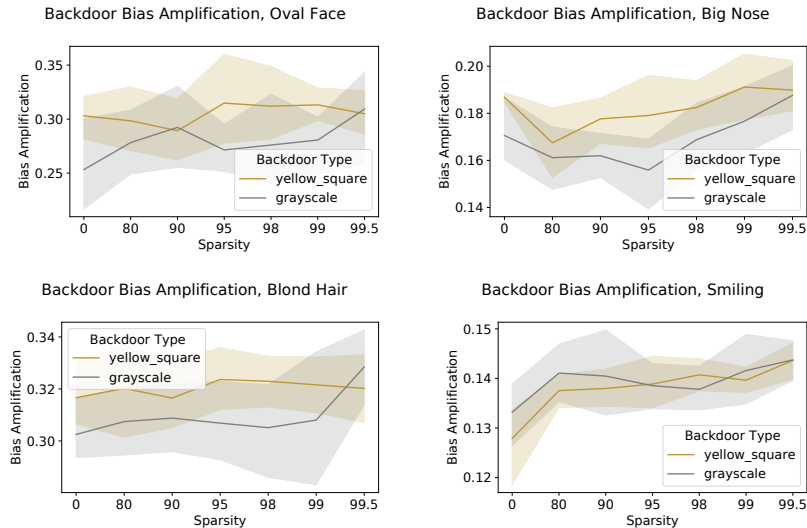 Backdoor Bias Amplification, Oval Face
Bias Amplification
0.35
0.30
0.25
Backdoor Type
yellow_square
grayscale
0 80 90 95 98 99 99.5
Sparsity
Backdoor Bias Amplification, Big Nose
Bias Amplification
0.20
0.18
0.16
0.14
Backdoor Type
yellow_square
grayscale
0 80 90 95 98 99 99.5
Sparsity
Backdoor Bias Amplification, Blond Hair
Bias Amplification
0.34
0.32
0.30
Backdoor Type
yellow_square
grayscale
0 80 90 95 98 99 99.5
Sparsity
Backdoor Bias Amplification, Smiling
Bias Amplification
0.15
0.14
0.13
0.12
Backdoor Type
yellow_square
grayscale
0 80 90 95 98 99 99.5
Sparsity